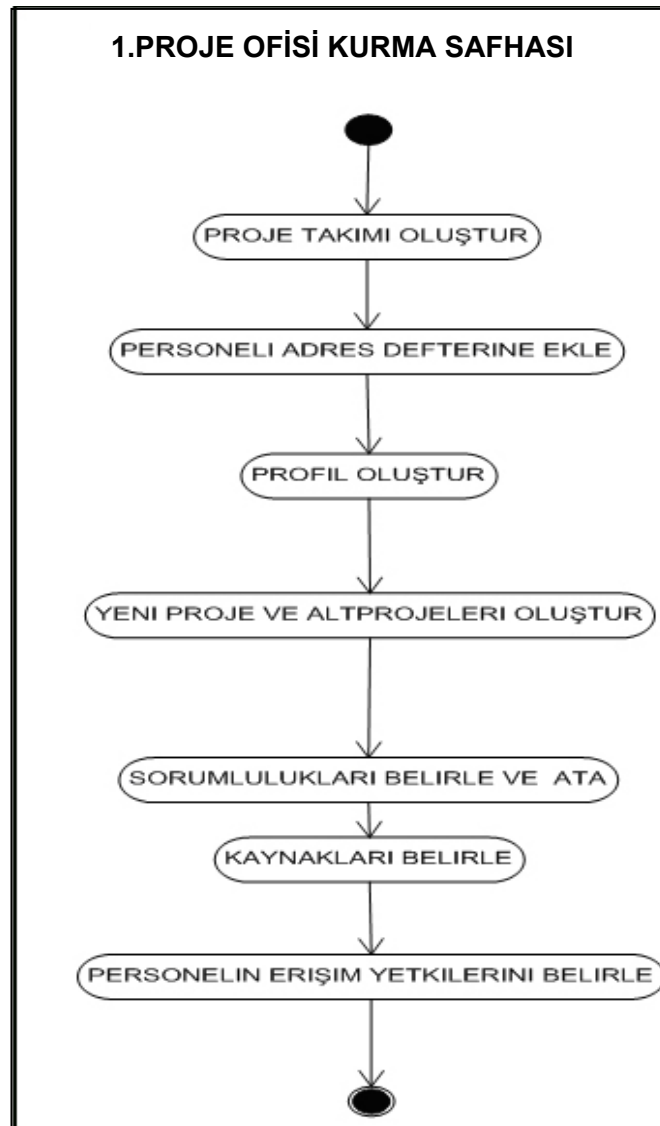 1.PROJE OFİSİ KURMA SAFHASI
PROJE TAKIMI OLUŞTUR
PERSONELI ADRES DEFTERINE EKLE
PROFIL OLUŞTUR
YENI PROJE VE ALTPROJELERI OLUŞTUR
SORUMLULUKLARI BELIRLE VE ATA
KAYNAKLARI BELIRLE
PERSONELIN ERIŞIM YETKILERINI BELIRLE